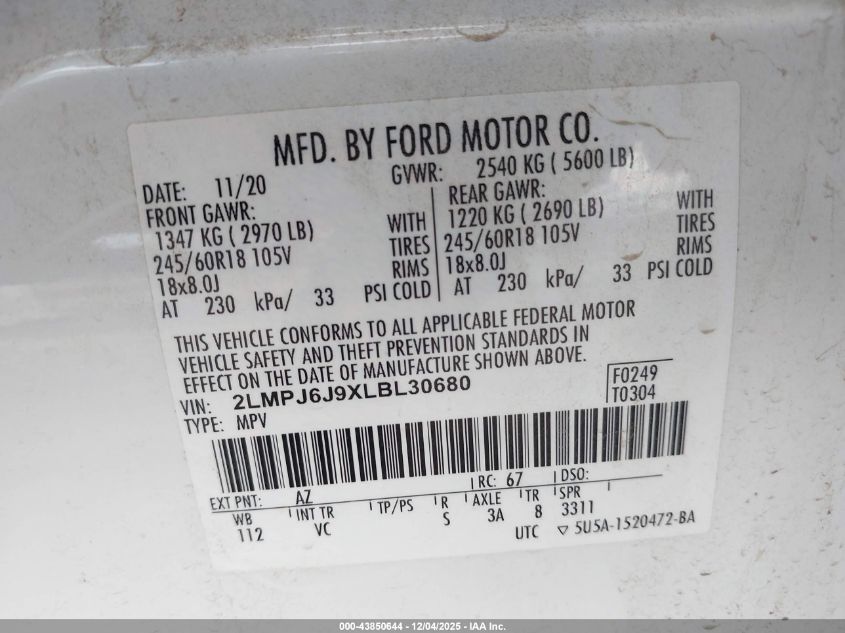 MFD. BY FORD MOTOR CO.
DATE: 11/20 GVWR: 2540 KG ( 5600 LB)
FRONT GAWR: REAR GAWR:
1347 KG ( 2970 LB) WITH 1220 KG ( 2690 LB) WITH
245/60R18 105V TIRES 245/60R18 105V TIRES
18x8.0J RIMS 18x8.0J RIMS
AT 230 kPa/ 33 PSI COLD AT 230 kPa/ 33 PSI COLD
THIS VEHICLE CONFORMS TO ALL APPLICABLE FEDERAL MOTOR
VEHICLE SAFETY AND THEFT PREVENTION STANDARDS IN
EFFECT ON THE DATE OF MANUFACTURE SHOWN ABOVE.
VIN: 2LMPJ6J9XLBL30680 F0249
TYPE: MPV T0304
EXT PNT: AZ RC: 67 DSO:
WB INT TR TP/PS R AXLE TR SPR
112 VC S 3A 8 3311
UTC ▽ 5U5A-1520472-BA
000-43850644 - 12/04/2025 - IAA Inc.